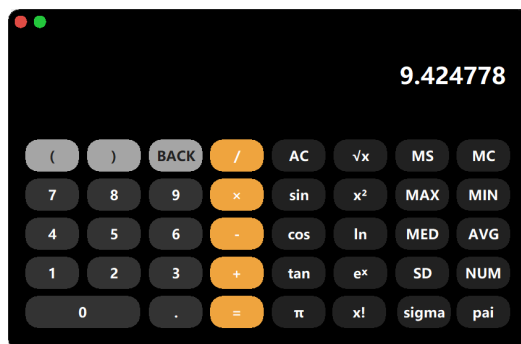 9.424778
( ) BACK / AC √x MS MC
7 8 9 × sin x² MAX MIN
4 5 6 - cos ln MED AVG
1 2 3 + tan eˣ SD NUM
0 . = π x! sigma pai